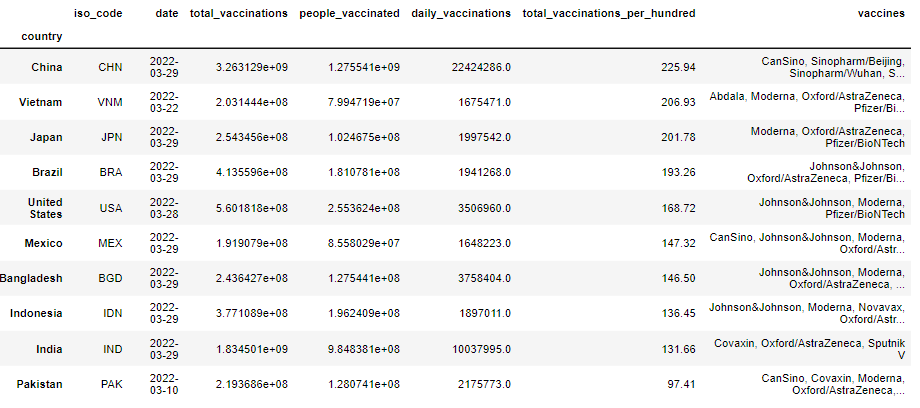 iso_code date total_vaccinations people_vaccinated daily_vaccinations total_vaccinations_per_hundred vaccines
country
China CHN 2022-03-29 3.263129e+09 1.275541e+09 22424286.0 225.94 CanSino, Sinopharm/Beijing, Sinopharm/Wuhan, S...
Vietnam VNM 2022-03-22 2.031444e+08 7.994719e+07 1675471.0 206.93 Abdala, Moderna, Oxford/AstraZeneca, Pfizer/Bi...
Japan JPN 2022-03-29 2.543456e+08 1.024675e+08 1997542.0 201.78 Moderna, Oxford/AstraZeneca, Pfizer/BioNTech
Brazil BRA 2022-03-29 4.135596e+08 1.810781e+08 1941268.0 193.26 Johnson&Johnson, Oxford/AstraZeneca, Pfizer/Bi...
United States USA 2022-03-28 5.601818e+08 2.553624e+08 3506960.0 168.72 Johnson&Johnson, Moderna, Pfizer/BioNTech
Mexico MEX 2022-03-29 1.919079e+08 8.558029e+07 1648223.0 147.32 CanSino, Johnson&Johnson, Moderna, Oxford/Astr...
Bangladesh BGD 2022-03-29 2.436427e+08 1.275441e+08 3758404.0 146.50 Johnson&Johnson, Moderna, Oxford/AstraZeneca, ...
Indonesia IDN 2022-03-29 3.771089e+08 1.962409e+08 1897011.0 136.45 Johnson&Johnson, Moderna, Novavax, Oxford/Astr...
India IND 2022-03-29 1.834501e+09 9.848381e+08 10037995.0 131.66 Covaxin, Oxford/AstraZeneca, Sputnik V
Pakistan PAK 2022-03-10 2.193686e+08 1.280741e+08 2175773.0 97.41 CanSino, Covaxin, Moderna, Oxford/AstraZeneca,...